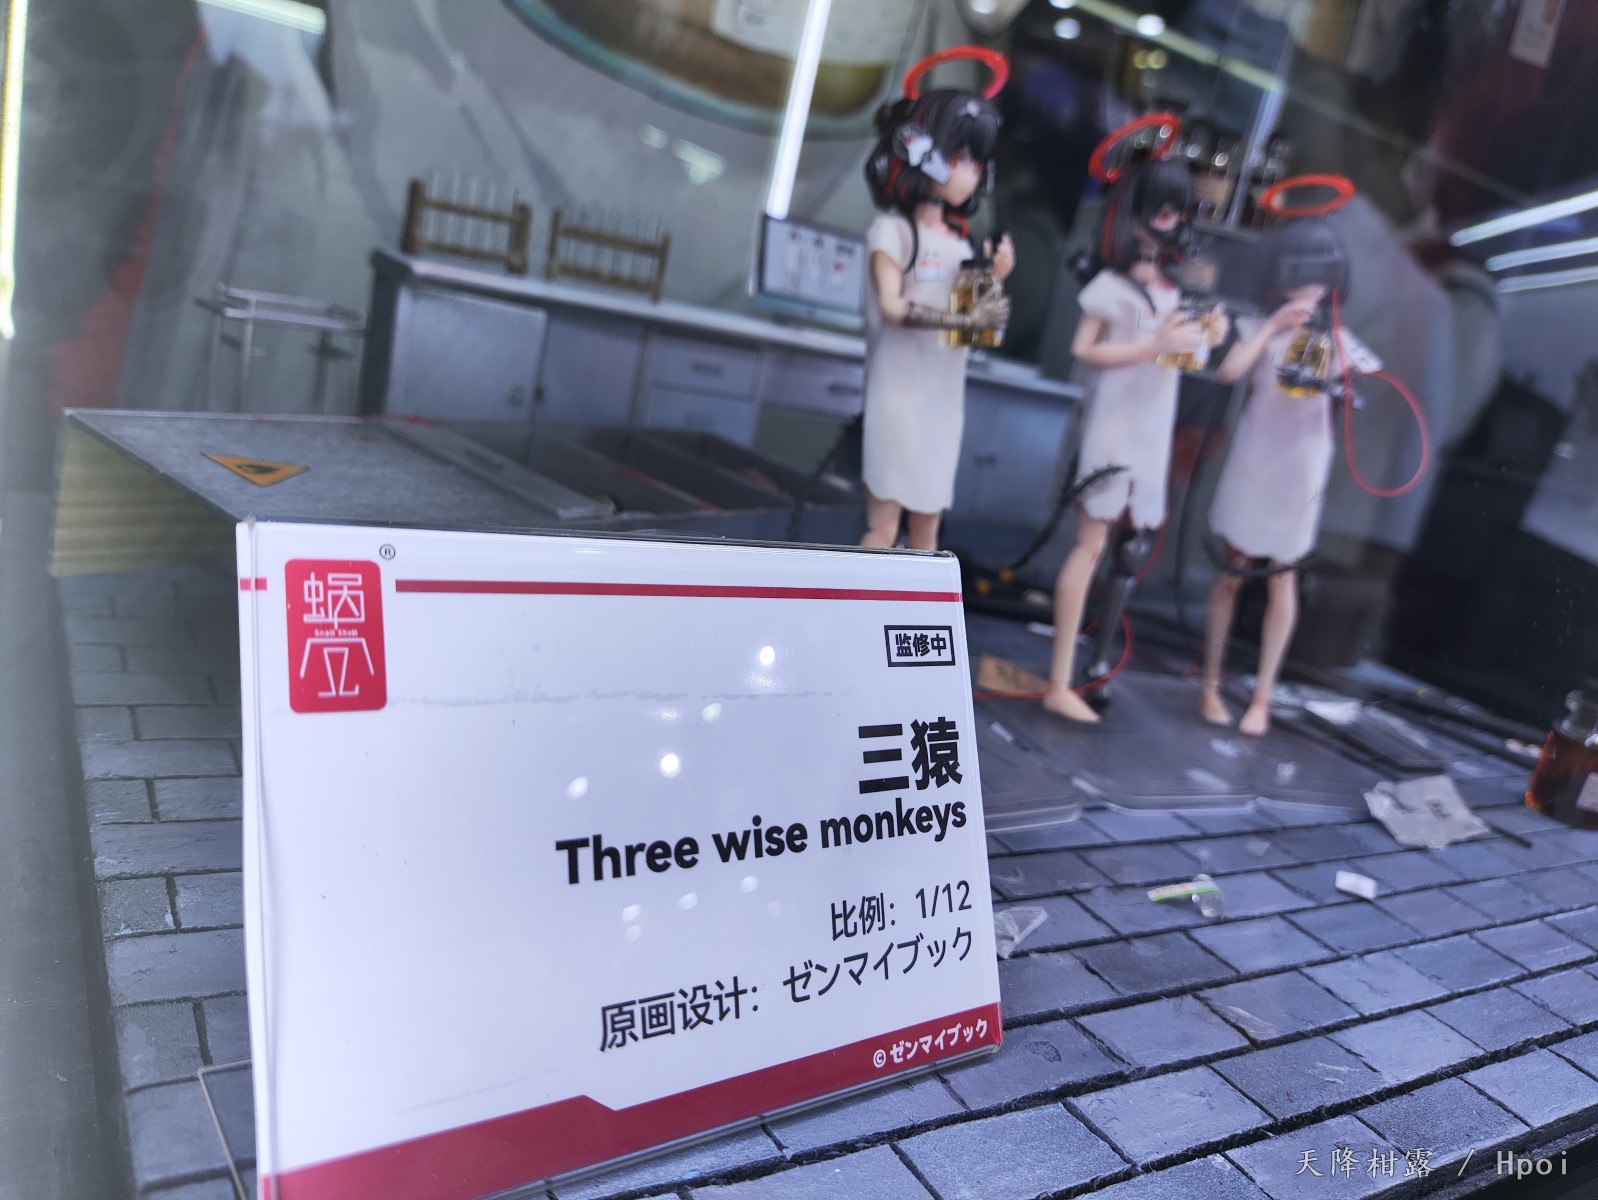 蜗之壳
Snail Shell
®
监修中
三猿
Three wise monkeys
比例：1/12
原画设计：ゼンマイブック
©ゼンマイブック
天降柑露 / Hpoi